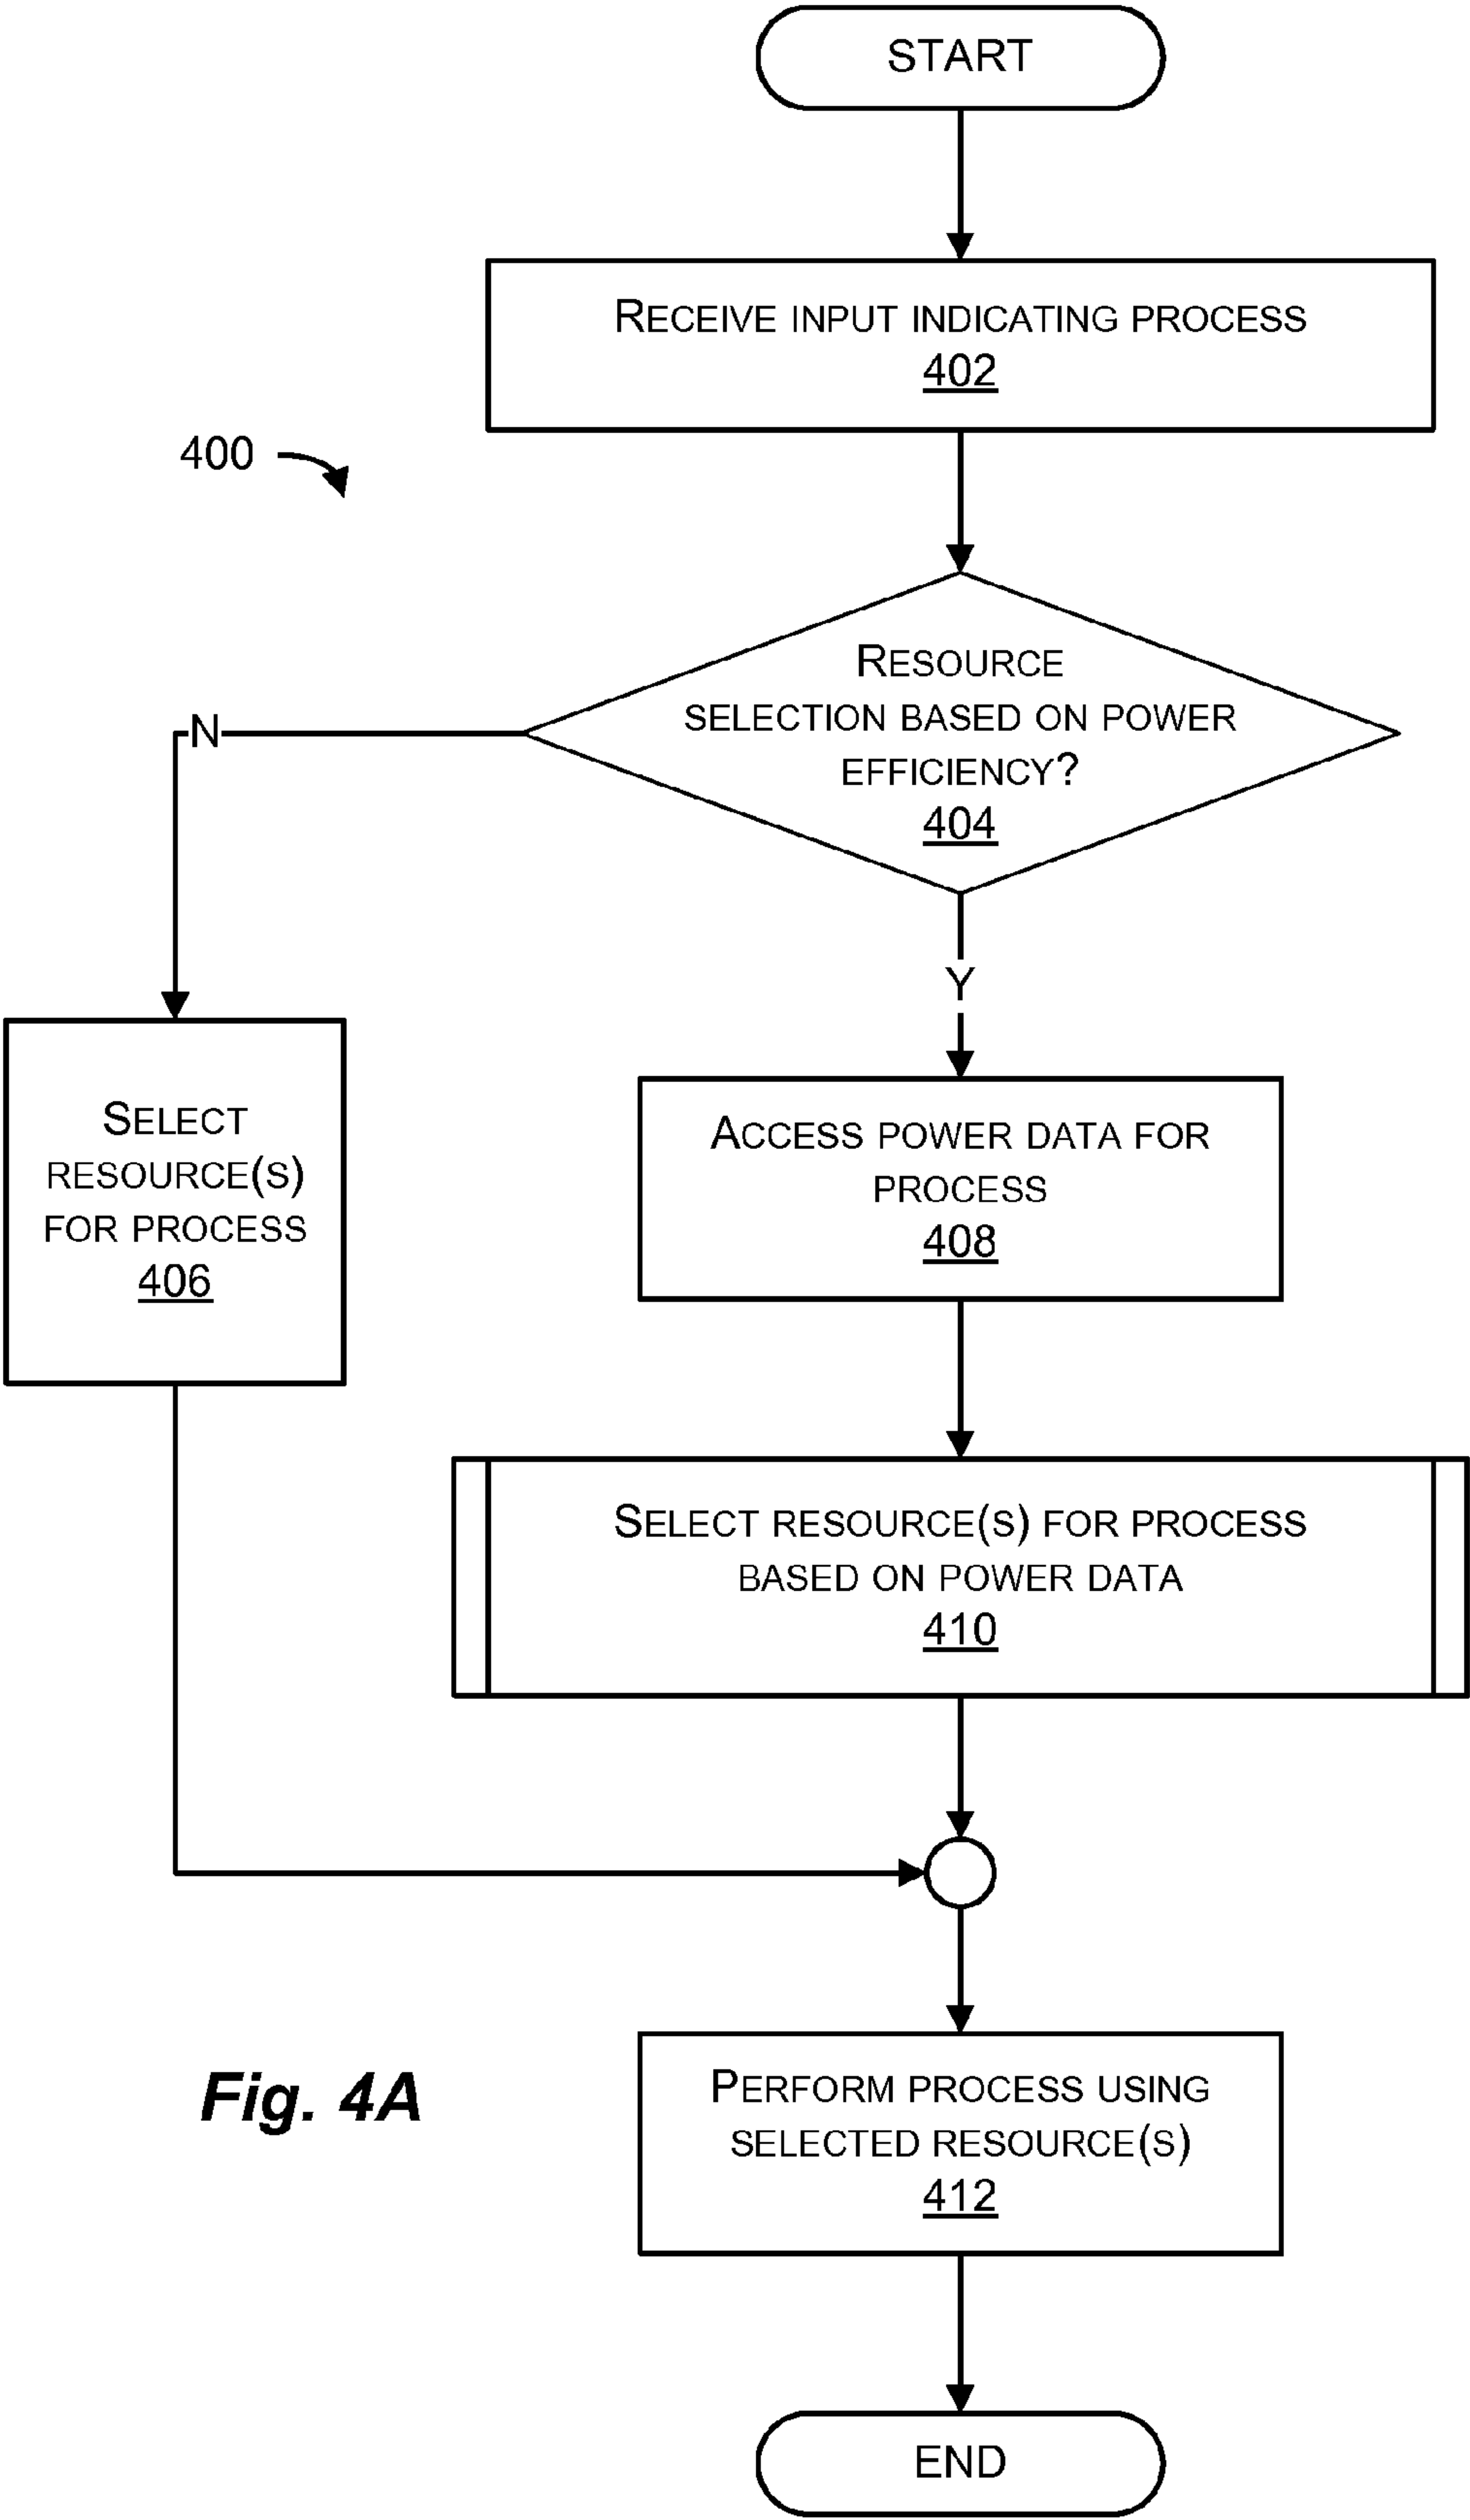 START
RECEIVE INPUT INDICATING PROCESS
402
400
RESOURCE
SELECTION BASED ON POWER
EFFICIENCY?
404
N
Y
SELECT
RESOURCE(S)
FOR PROCESS
406
ACCESS POWER DATA FOR
PROCESS
408
SELECT RESOURCE(S) FOR PROCESS
BASED ON POWER DATA
410
PERFORM PROCESS USING
SELECTED RESOURCE(S)
412
Fig. 4A
END